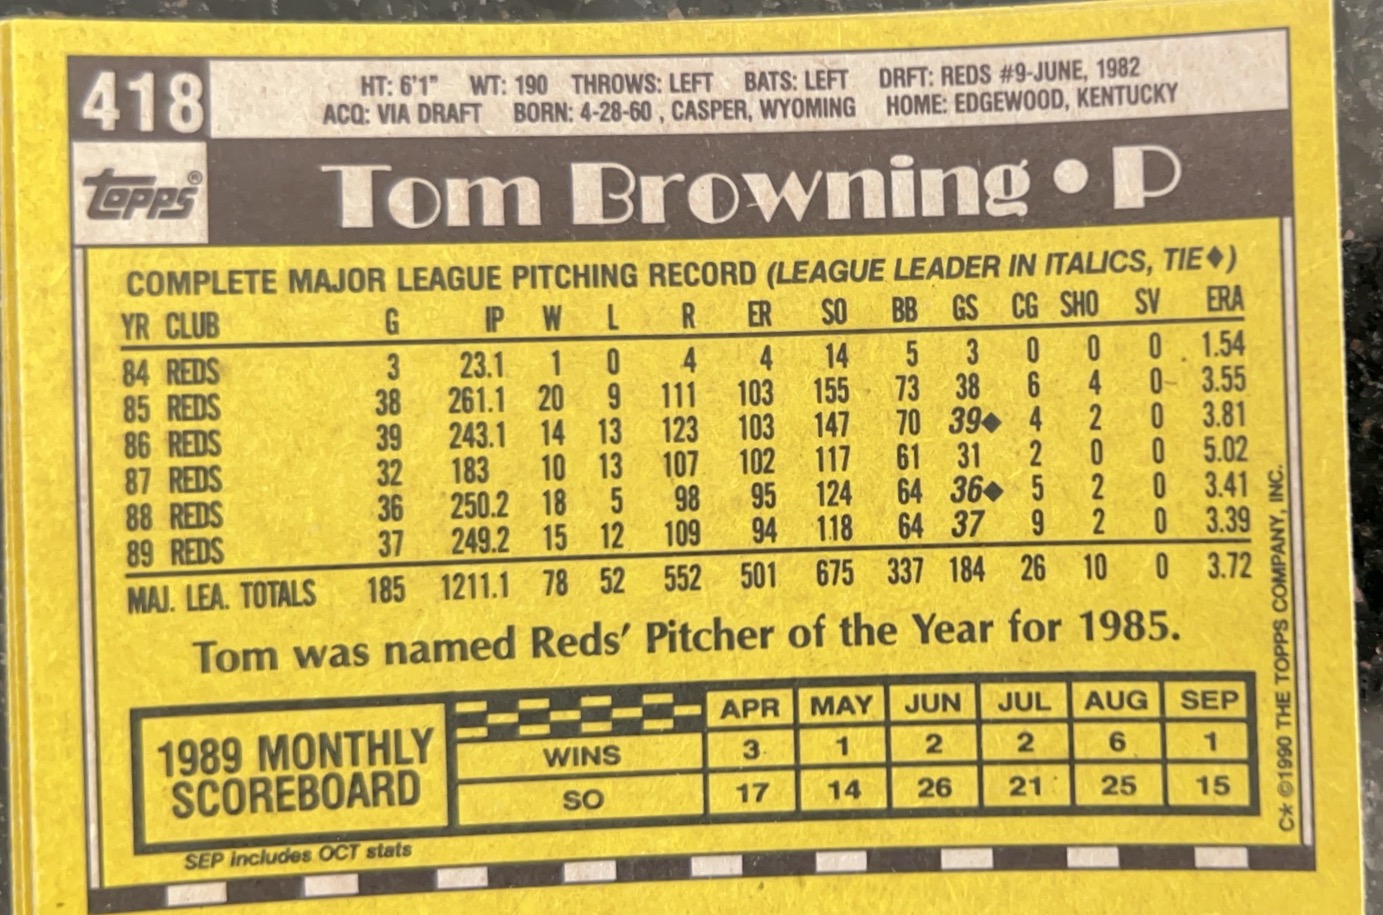 418
HT: 6'1" WT: 190 THROWS: LEFT BATS: LEFT DRFT: REDS #9-JUNE, 1982
ACQ: VIA DRAFT BORN: 4-28-60 , CASPER, WYOMING HOME: EDGEWOOD, KENTUCKY
TOPPS®
Tom Browning • P
COMPLETE MAJOR LEAGUE PITCHING RECORD (LEAGUE LEADER IN ITALICS, TIE♦)
YR CLUB G IP W L R ER SO BB GS CG SHO SV ERA
84 REDS 3 23.1 1 0 4 4 14 5 3 0 0 0 1.54
85 REDS 38 261.1 20 9 111 103 155 73 38 6 4 0 3.55
86 REDS 39 243.1 14 13 123 103 147 70 39♦ 4 2 0 3.81
87 REDS 32 183 10 13 107 102 117 61 31 2 0 0 5.02
88 REDS 36 250.2 18 5 98 95 124 64 36♦ 5 2 0 3.41
89 REDS 37 249.2 15 12 109 94 118 64 37 9 2 0 3.39
MAJ. LEA. TOTALS 185 1211.1 78 52 552 501 675 337 184 26 10 0 3.72
Tom was named Reds' Pitcher of the Year for 1985.
1989 MONTHLY
SCOREBOARD
APR MAY JUN JUL AUG SEP
WINS 3 1 2 2 6 1
SO 17 14 26 21 25 15
SEP includes OCT stats
C* ©1990 THE TOPPS COMPANY, INC.